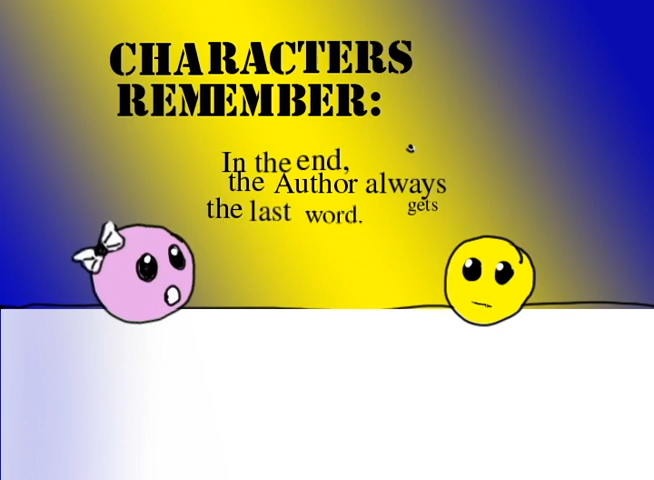 CHARACTERS
REMEMBER:
In the end,
the Author always
gets
the last word.